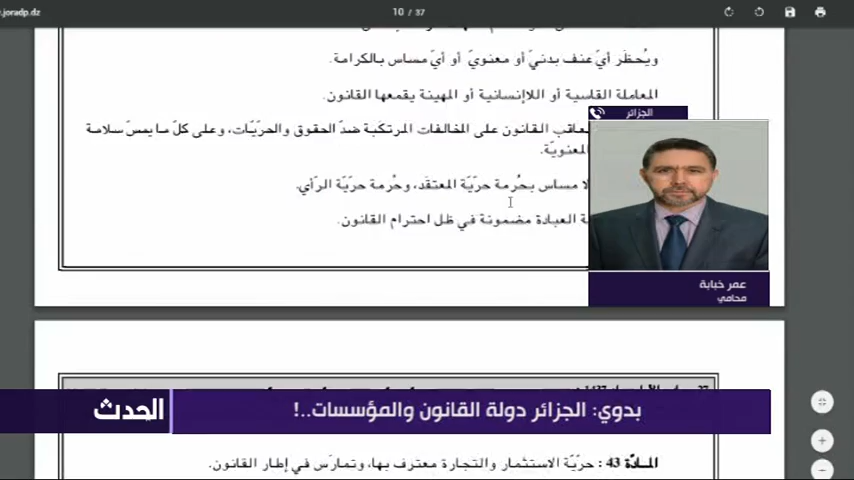 joradp.dz
10 / 37
ويُحظَر أيّ عنف بدنيّ أو معنويّ أو أيّ مساس بالكرامة.
المعاملة القاسية أو اللاإنسانية أو المهينة يقمعها القانون.
الجزائر
يعاقب القانون على المخالفات المرتكَبة ضدّ الحقوق والحرّيّات، وعلى كلّ ما يمسّ سلامة
المعنويّة.
لا مساس بحُرمة حرّيّة المعتقَد، وحُرمة حرّيّة الرّأي.
العبادة مضمونة في ظل احترام القانون.
عمر خبابة
محامي
بدوي: الجزائر دولة القانون والمؤسسات..!
الحدث
المادّة 43 : حرّيّة الاستثمار والتجارة معترف بها، وتمارَس في إطار القانون.